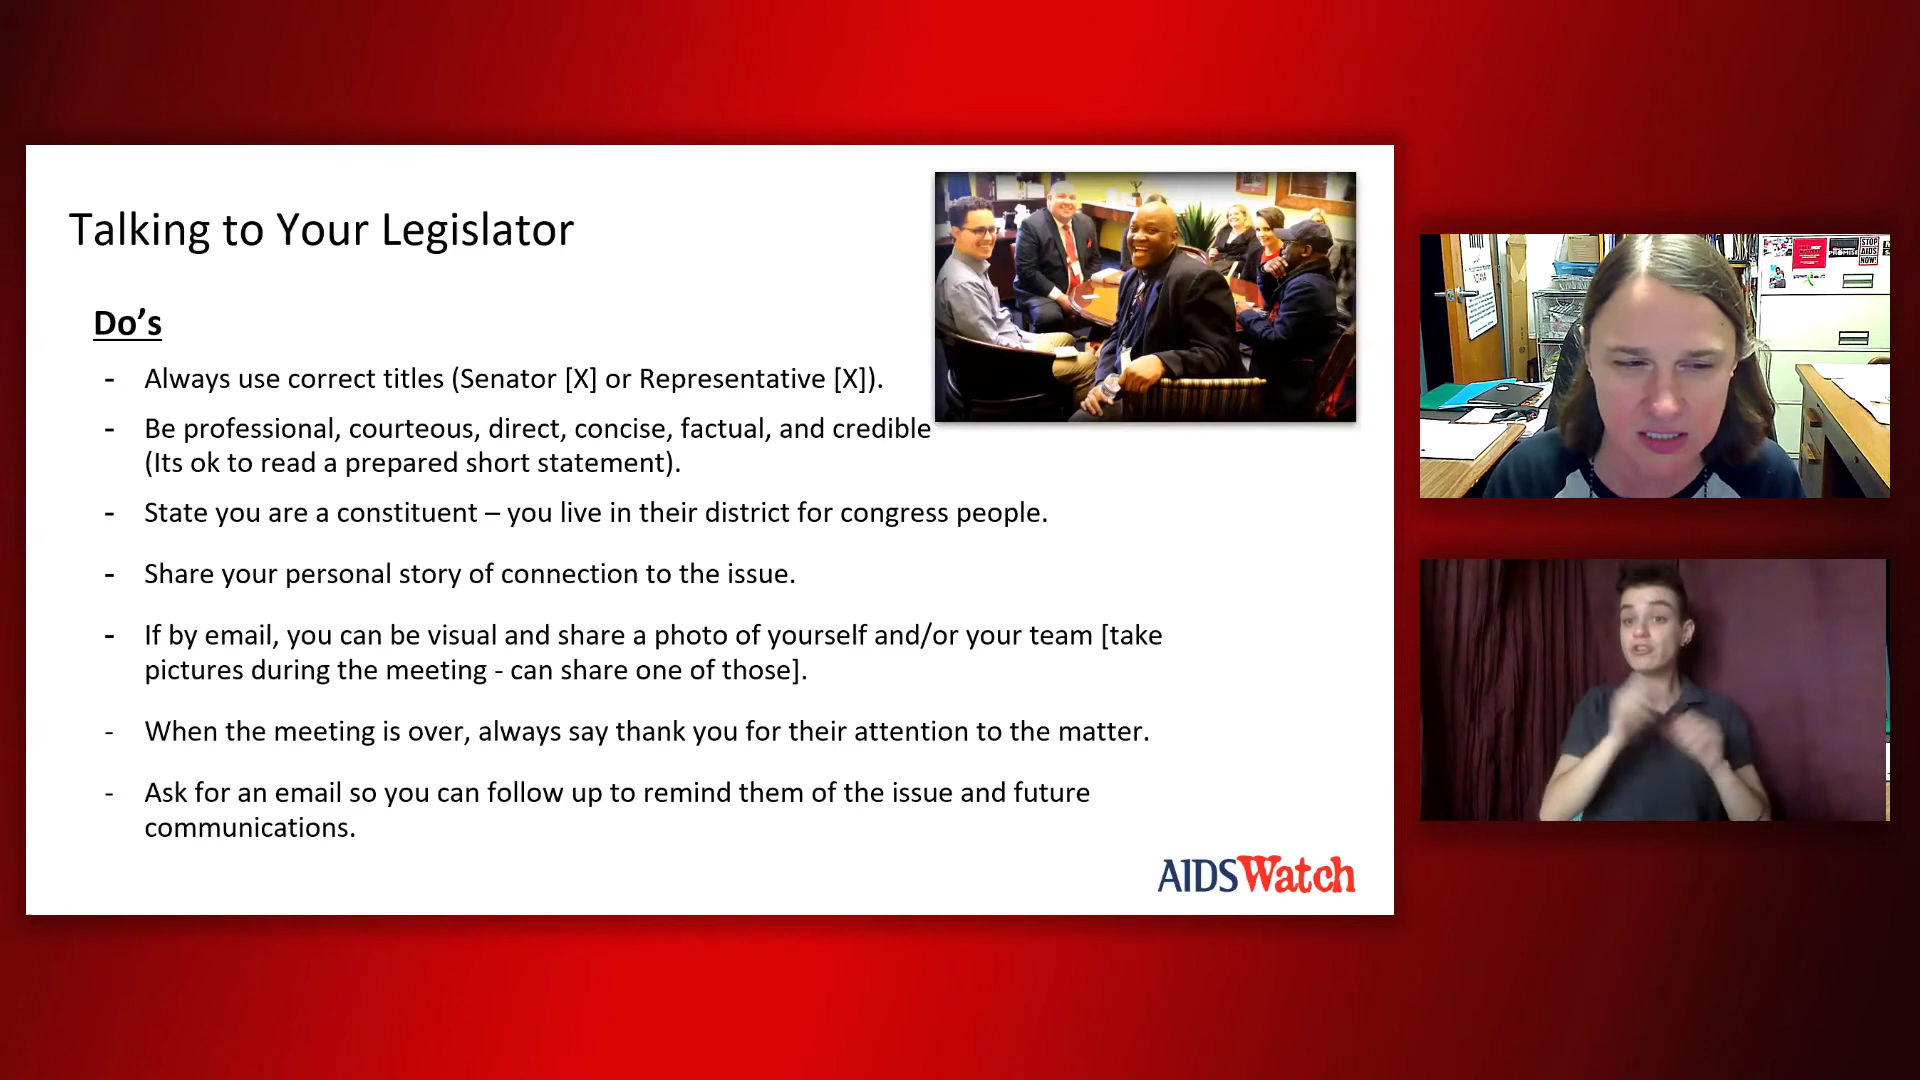 Talking to Your Legislator
Do’s
- Always use correct titles (Senator [X] or Representative [X]).
- Be professional, courteous, direct, concise, factual, and credible
(Its ok to read a prepared short statement).
- State you are a constituent – you live in their district for congress people.
- Share your personal story of connection to the issue.
- If by email, you can be visual and share a photo of yourself and/or your team [take
pictures during the meeting - can share one of those].
- When the meeting is over, always say thank you for their attention to the matter.
- Ask for an email so you can follow up to remind them of the issue and future
communications.
AIDSWatch
STOP
AIDS
NOW!